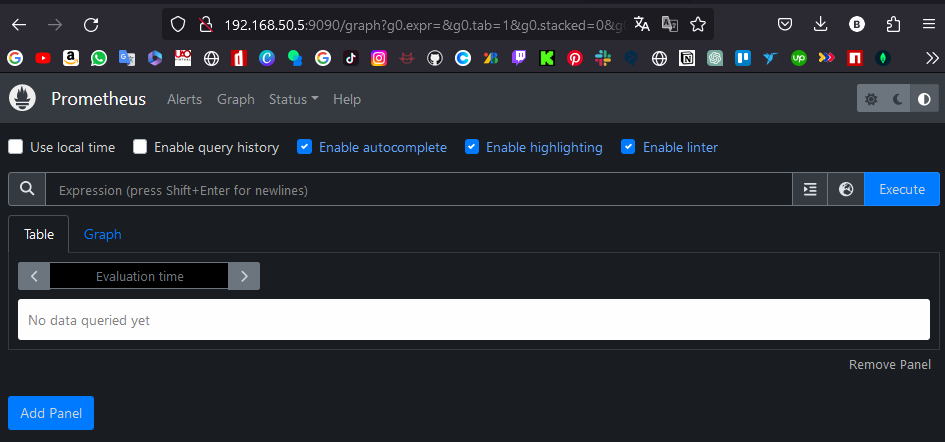 192.168.50.5:9090/graph?g0.expr=&g0.tab=1&g0.stacked=0&g
Prometheus Alerts Graph Status Help
Use local time Enable query history Enable autocomplete Enable highlighting Enable linter
Expression (press Shift+Enter for newlines) Execute
Table Graph
Evaluation time
No data queried yet
Remove Panel
Add Panel